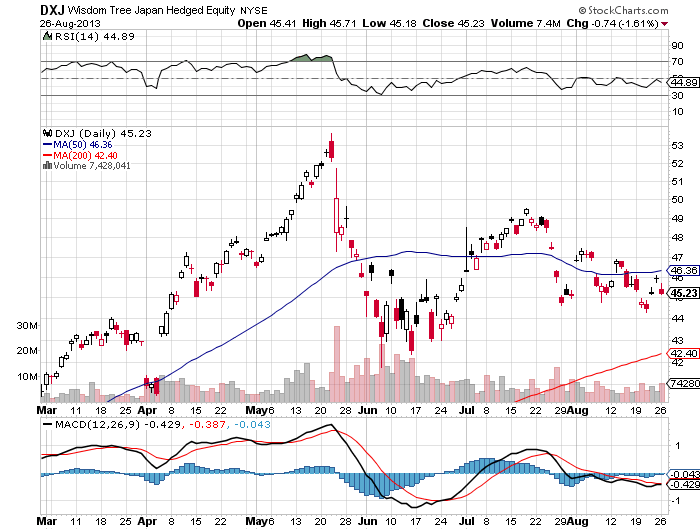 DXJ Wisdom Tree Japan Hedged Equity NYSE © StockCharts.com
26-Aug-2013 Open 45.41 High 45.71 Low 45.18 Close 45.23 Volume 7.4M Chg -0.74 (-1.61%)
RSI(14) 44.89
90
70
50
44.89
30
10
DXJ (Daily) 45.23
MA(50) 46.36
MA(200) 42.40
Volume 7,428,041
53
52
51
50
49
48
47
46.36
46
45.23
44
43
42.40
42
74280
30M
20M
10M
Mar 11 18 25 Apr 8 15 22 May 6 13 20 28 Jun 10 17 24 Jul 8 15 22 29 Aug 12 19 26
MACD(12,26,9) -0.429, -0.387, -0.043
1
-0.043
-0.429
-1
Mar 11 18 25 Apr 8 15 22 May 6 13 20 28 Jun 10 17 24 Jul 8 15 22 29 Aug 12 19 26